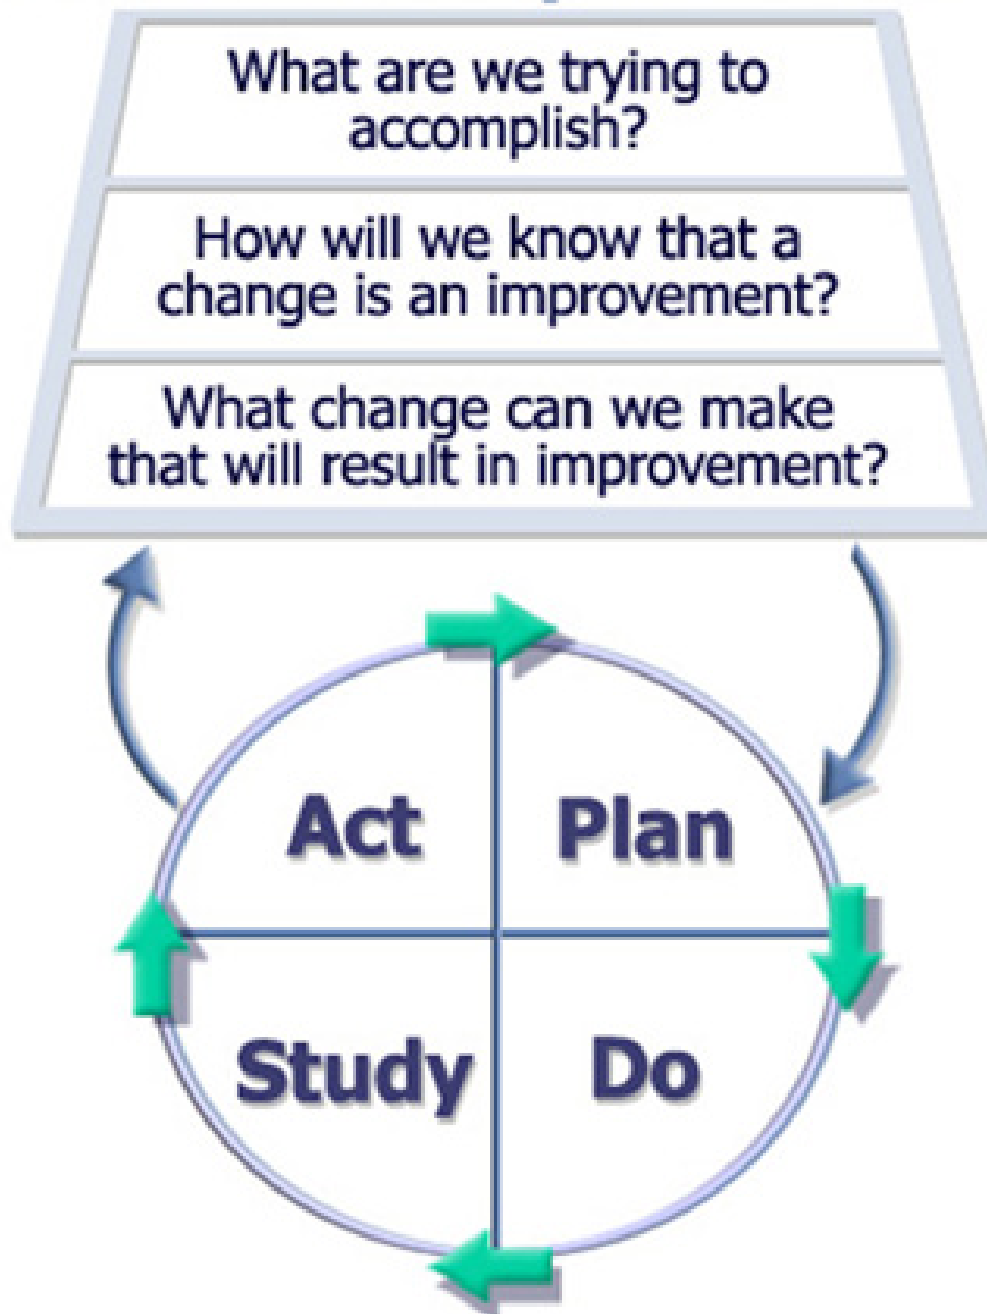 What are we trying to
accomplish?
How will we know that a
change is an improvement?
What change can we make
that will result in improvement?
Act
Plan
Study
Do